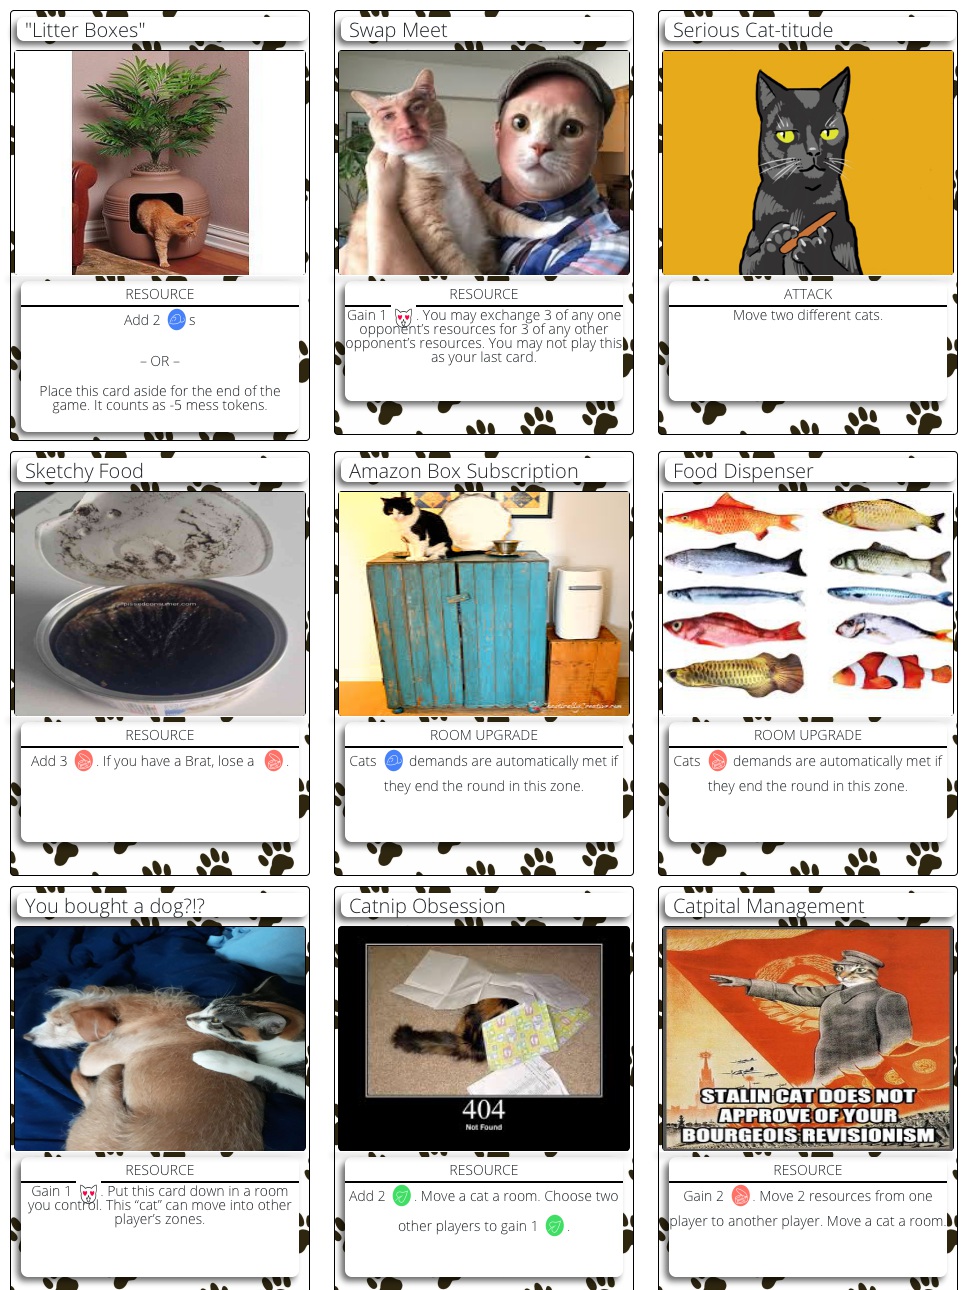 "Litter Boxes"
RESOURCE
Add 2 s
– OR –
Place this card aside for the end of the
game. It counts as -5 mess tokens.
Swap Meet
RESOURCE
Gain 1 . You may exchange 3 of any one
opponent’s resources for 3 of any other
opponent’s resources. You may not play this
as your last card.
Serious Cat-titude
ATTACK
Move two different cats.
Sketchy Food
pissedconsumer.com
RESOURCE
Add 3 . If you have a Brat, lose a .
Amazon Box Subscription
ChaoticallyCreative.com
ROOM UPGRADE
Cats demands are automatically met if
they end the round in this zone.
Food Dispenser
ROOM UPGRADE
Cats demands are automatically met if
they end the round in this zone.
You bought a dog?!?
RESOURCE
Gain 1 . Put this card down in a room
you control. This “cat” can move into other
player’s zones.
Catnip Obsession
404
Not Found
RESOURCE
Add 2 . Move a cat a room. Choose two
other players to gain 1 .
Catpital Management
STALIN CAT DOES NOT
APPROVE OF YOUR
BOURGEOIS REVISIONISM
RESOURCE
Gain 2 . Move 2 resources from one
player to another player. Move a cat a room.